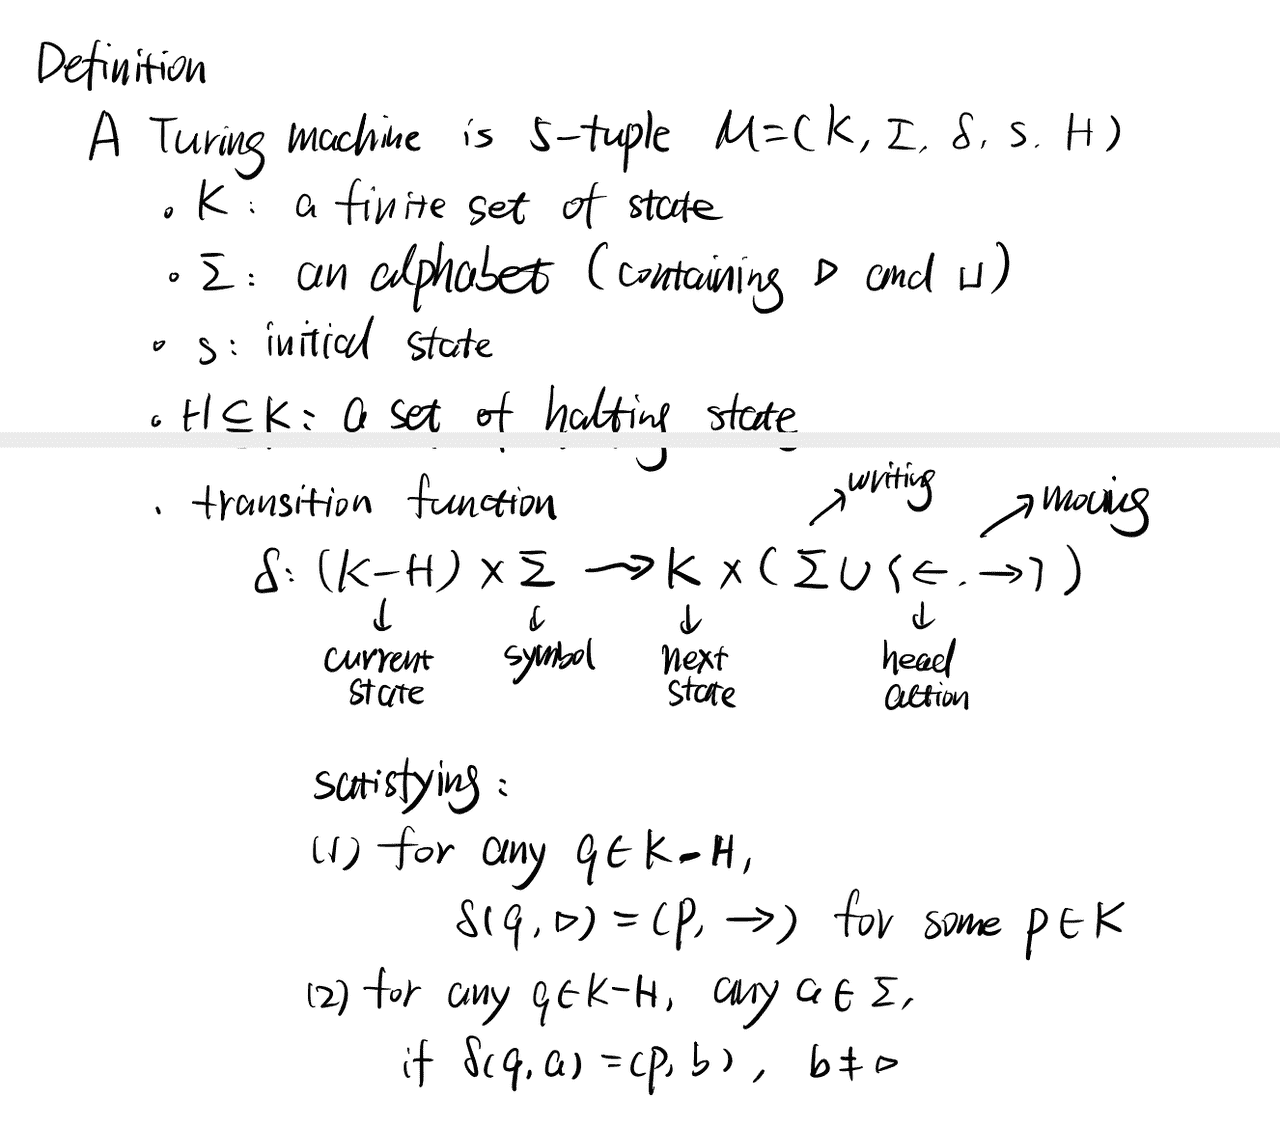 Definition
A Turing machine is 5-tuple M=(K, Σ, δ, s. H)
• K: a finite set of state
• Σ: an alphabet (containing ▷ and ⊔)
• s: initial state
• H⊆K: a set of halting state
• transition function
writing
moving
δ: (K-H) × Σ → K × (Σ ∪ {←. →})
current state
symbol
next state
head action
satisfying:
(1) for any q∈K-H,
δ(q, ▷) = (p, →) for some p∈K
(2) for any q∈K-H, any a∈Σ,
if δ(q, a) = (p, b), b≠▷